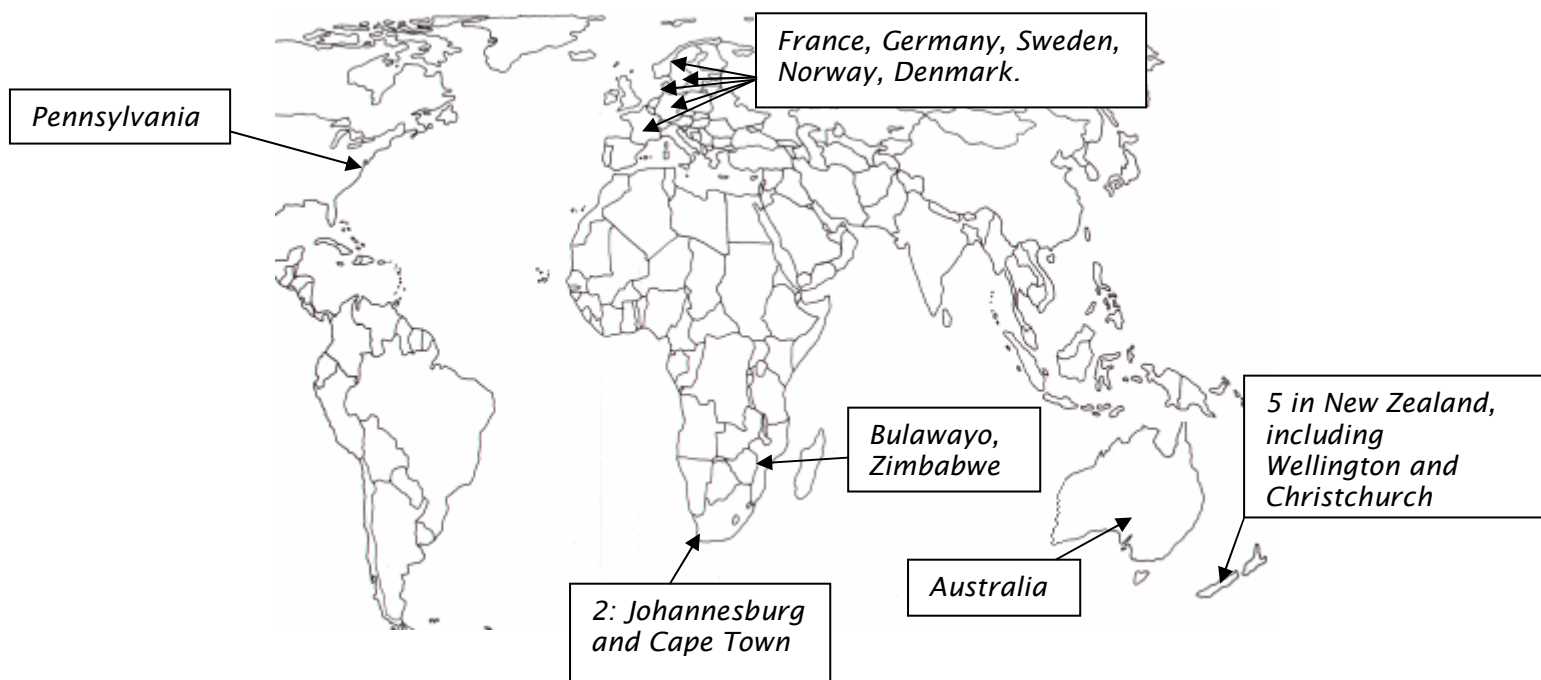 France, Germany, Sweden,
Norway, Denmark.
Pennsylvania
5 in New Zealand,
including
Wellington and
Christchurch
Bulawayo,
Zimbabwe
Australia
2: Johannesburg
and Cape Town